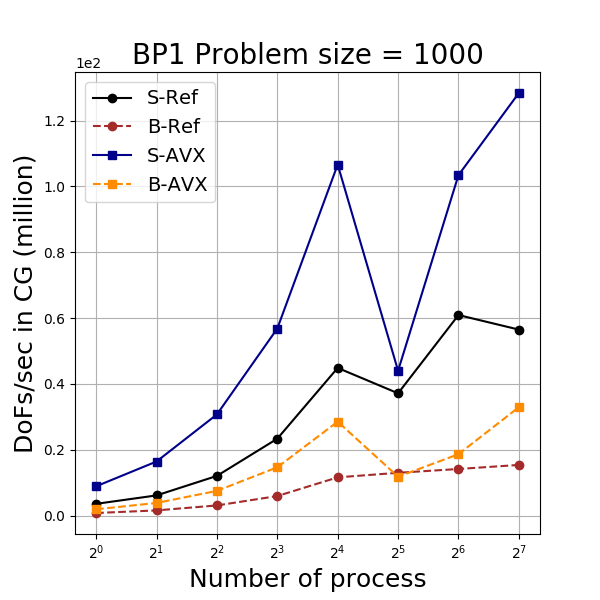 BP1 Problem size = 1000
1e2
S-Ref
B-Ref
S-AVX
B-AVX
1.2
1.0
0.8
0.6
0.4
0.2
0.0
DoFs/sec in CG (milllion)
2^0 2^1 2^2 2^3 2^4 2^5 2^6 2^7
Number of process